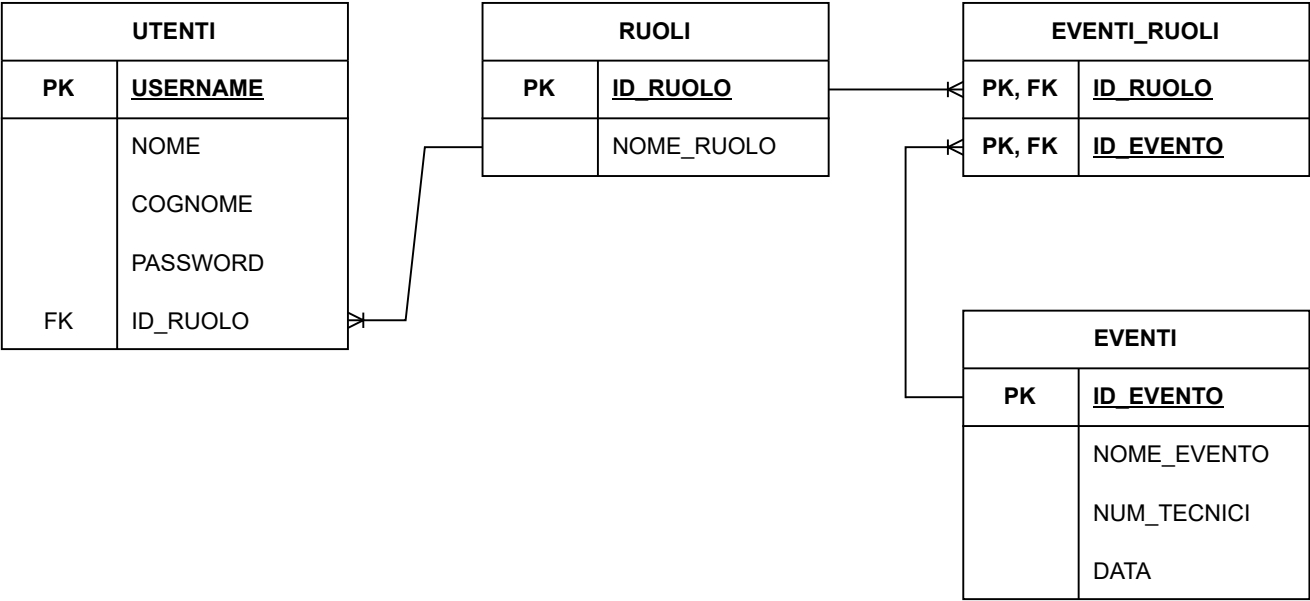 UTENTI
PK USERNAME
NOME
COGNOME
PASSWORD
FK ID_RUOLO
RUOLI
PK ID_RUOLO
NOME_RUOLO
EVENTI_RUOLI
PK, FK ID_RUOLO
PK, FK ID_EVENTO
EVENTI
PK ID_EVENTO
NOME_EVENTO
NUM_TECNICI
DATA